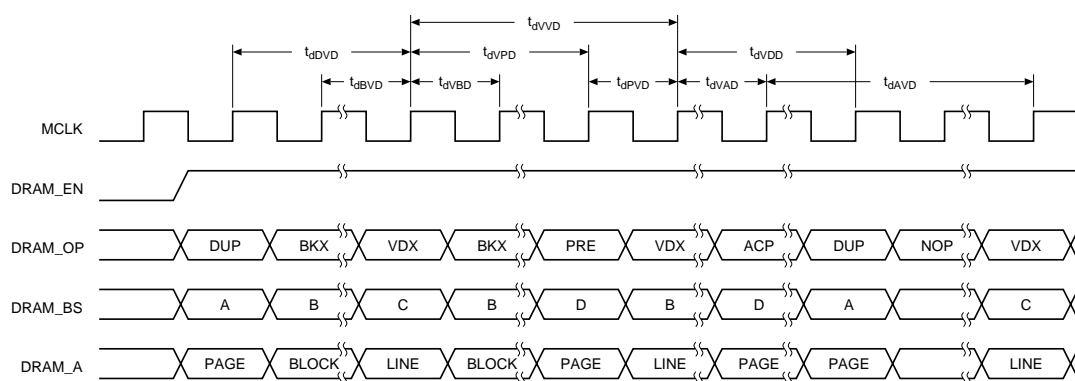 tdVVD
tdDVD tdVPD tdVDD
tdBVD tdVBD tdPVD tdVAD tdAVD
MCLK
DRAM_EN
DRAM_OP DUP BKX VDX BKX PRE VDX ACP DUP NOP VDX
DRAM_BS A B C B D B D A C
DRAM_A PAGE BLOCK LINE BLOCK PAGE LINE PAGE PAGE LINE